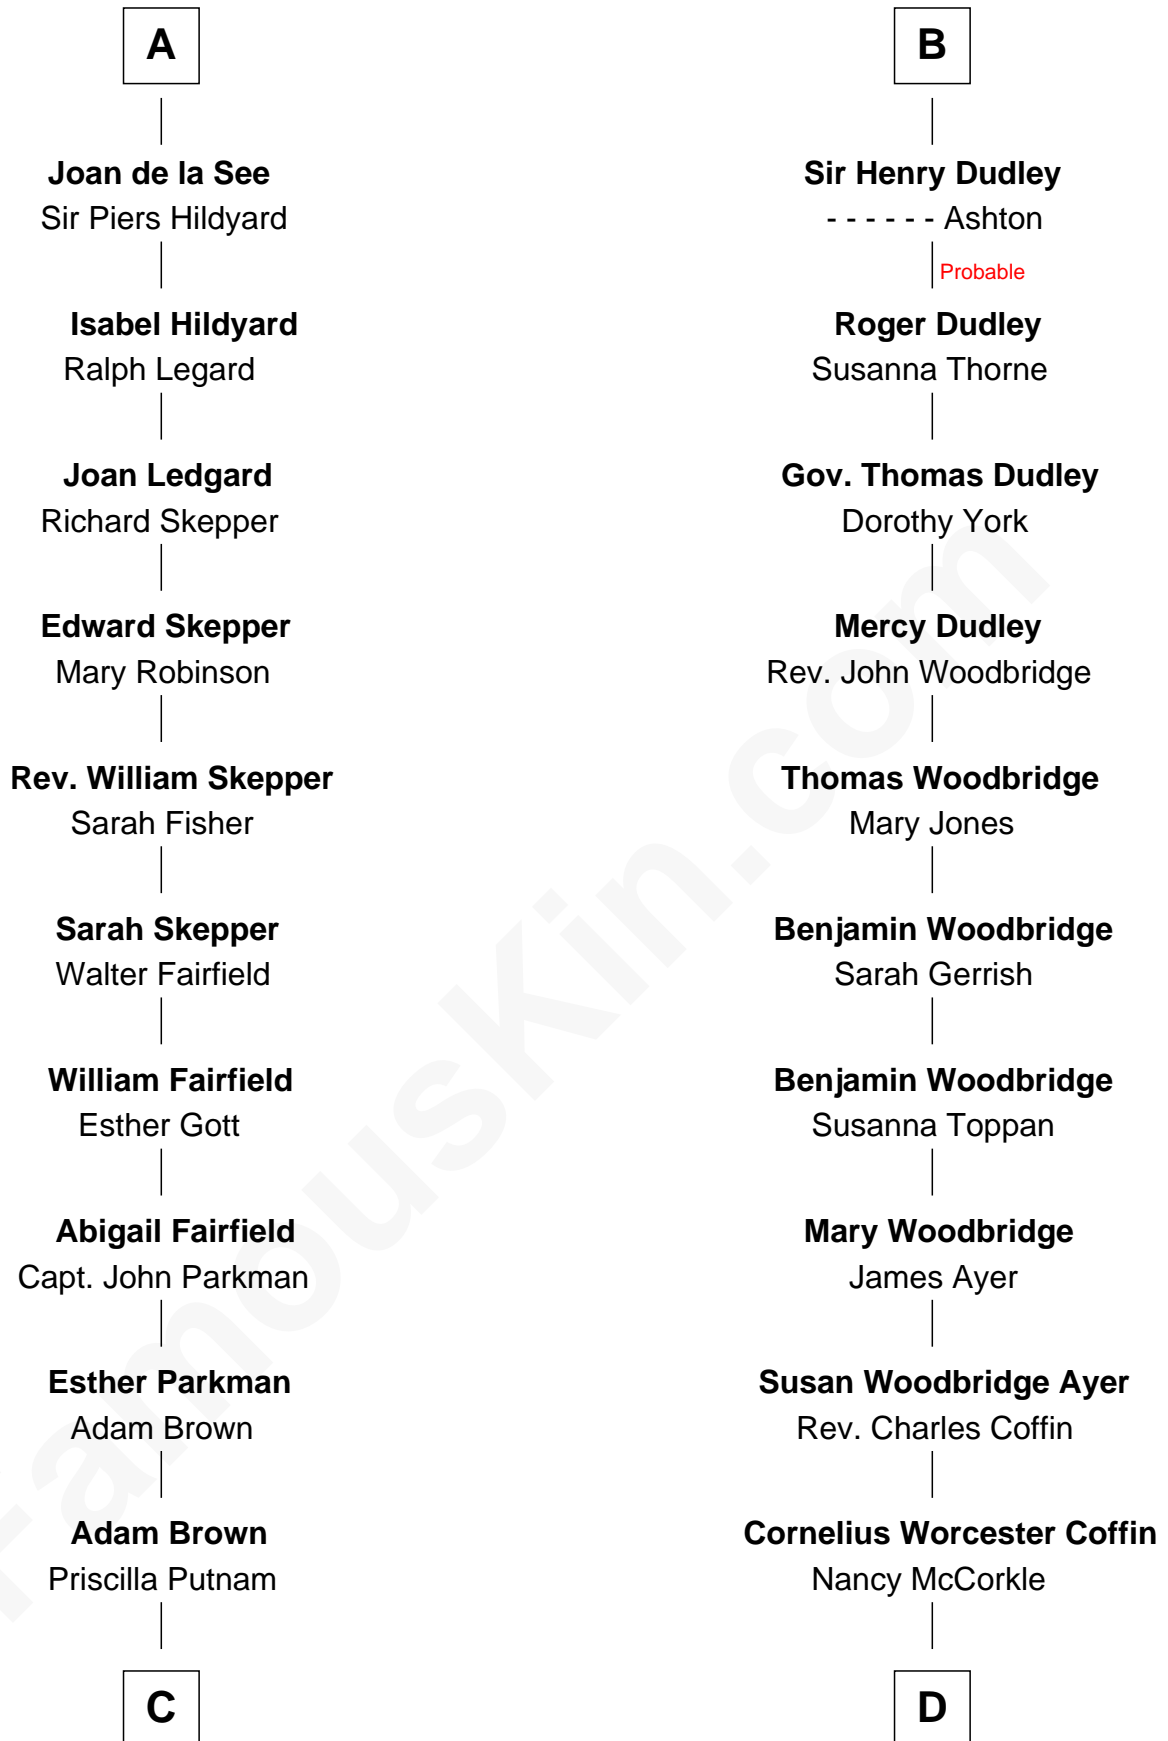 A
Joan de la See
Sir Piers Hildyard
Isabel Hildyard
Ralph Legard
Joan Ledgard
Richard Skepper
Edward Skepper
Mary Robinson
Rev. William Skepper
Sarah Fisher
Sarah Skepper
Walter Fairfield
William Fairfield
Esther Gott
Abigail Fairfield
Capt. John Parkman
Esther Parkman
Adam Brown
Adam Brown
Priscilla Putnam
C
B
Sir Henry Dudley
- - - - - - Ashton
Probable
Roger Dudley
Susanna Thorne
Gov. Thomas Dudley
Dorothy York
Mercy Dudley
Rev. John Woodbridge
Thomas Woodbridge
Mary Jones
Benjamin Woodbridge
Sarah Gerrish
Benjamin Woodbridge
Susanna Toppan
Mary Woodbridge
James Ayer
Susan Woodbridge Ayer
Rev. Charles Coffin
Cornelius Worcester Coffin
Nancy McCorkle
D
FamousKin.com